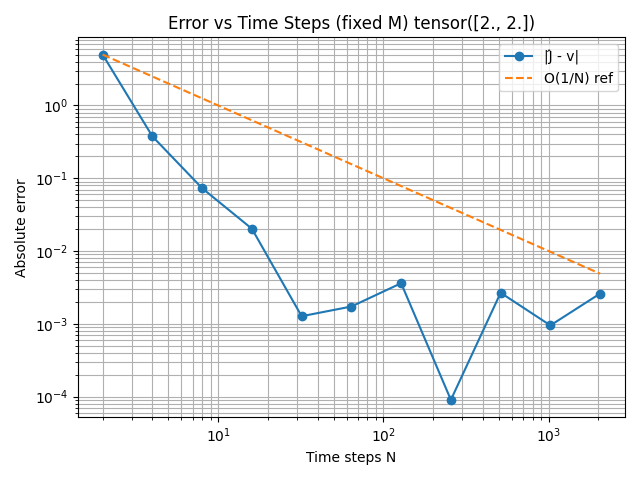 Error vs Time Steps (fixed M) tensor([2., 2.])
|Ĵ - v|
O(1/N) ref
Absolute error
10⁰
10⁻¹
10⁻²
10⁻³
10⁻⁴
10¹
10²
10³
Time steps N